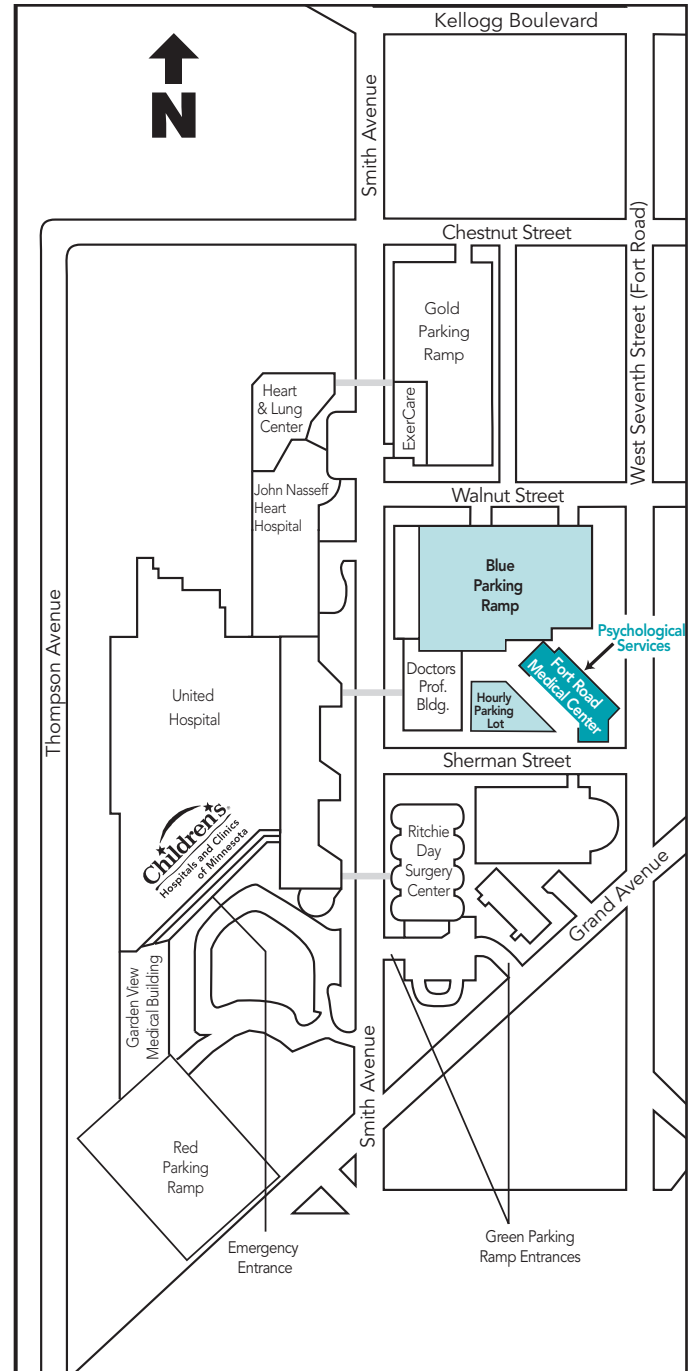 Kellogg Boulevard
N
Smith Avenue
Chestnut Street
West Seventh Street (Fort Road)
Gold
Parking
Ramp
Heart
& Lung
Center
ExerCare
John Nasseff
Heart
Hospital
Walnut Street
Blue
Parking
Ramp
Psychological
Services
Fort Road
Medical Center
Doctors
Prof.
Bldg.
Hourly
Parking
Lot
Thompson Avenue
United
Hospital
Sherman Street
Children's
Hospitals and Clinics
of Minnesota
Ritchie
Day
Surgery
Center
Grand Avenue
Garden View
Medical Building
Smith Avenue
Red
Parking
Ramp
Emergency
Entrance
Green Parking
Ramp Entrances